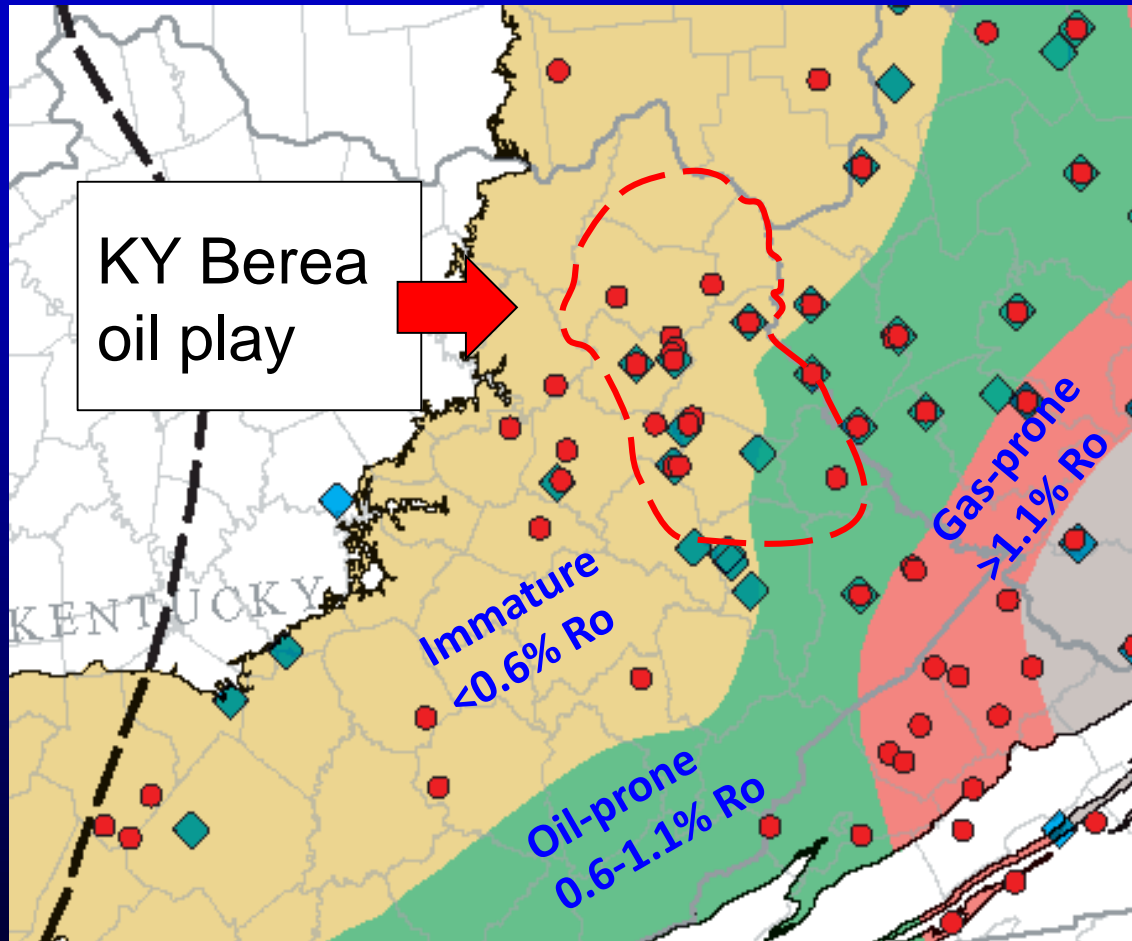 KY Berea
oil play
Gas-prone
>1.1% Ro
KENTUCKY
Immature
<0.6% Ro
Oil-prone
0.6-1.1% Ro